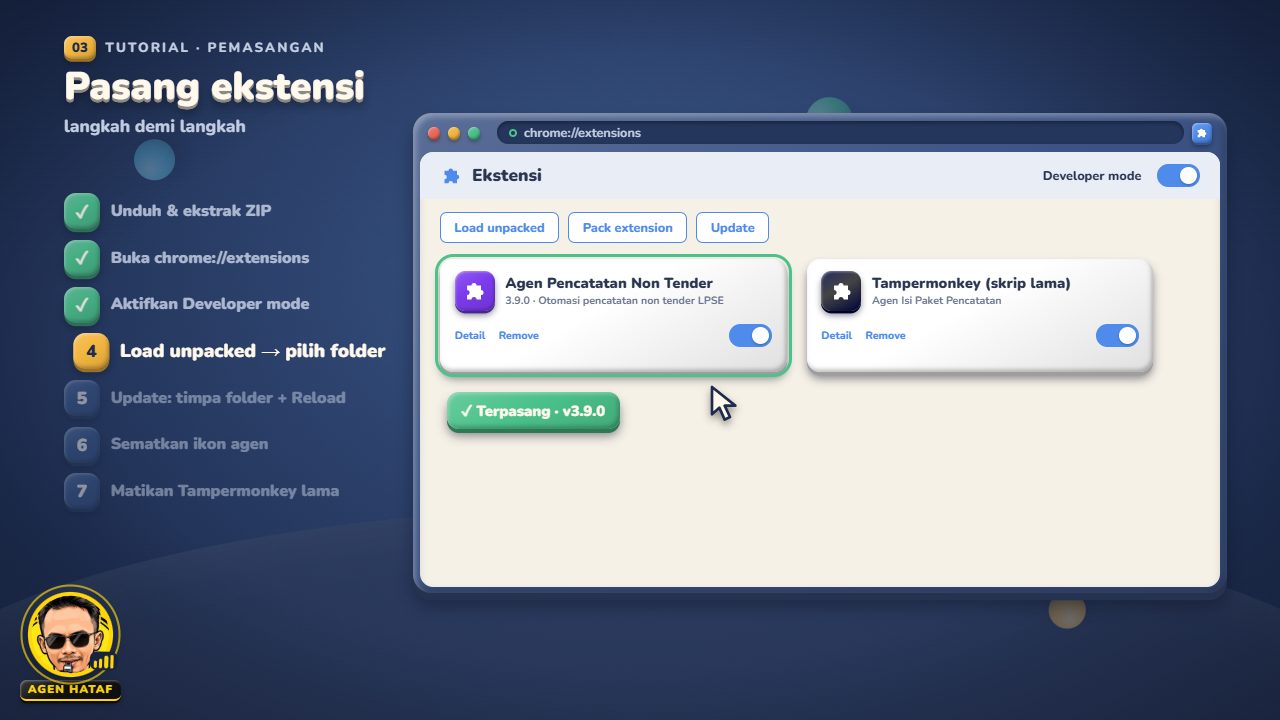 03 TUTORIAL · PEMASANGAN
Pasang ekstensi
langkah demi langkah
✓ Unduh & ekstrak ZIP
✓ Buka chrome://extensions
✓ Aktifkan Developer mode
4 Load unpacked → pilih folder
5 Update: timpa folder + Reload
6 Sematkan ikon agen
7 Matikan Tampermonkey lama
AGEN HATAF
chrome://extensions
Ekstensi
Developer mode
Load unpacked
Pack extension
Update
Agen Pencatatan Non Tender
3.9.0 · Otomasi pencatatan non tender LPSE
Detail Remove
Tampermonkey (skrip lama)
Agen Isi Paket Pencatatan
Detail Remove
✓ Terpasang · v3.9.0